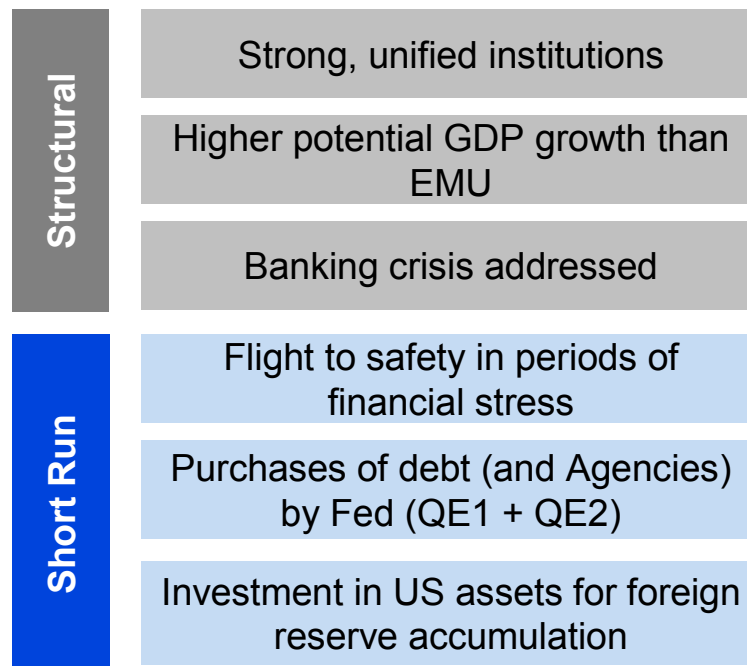 Structural
Strong, unified institutions
Higher potential GDP growth than
EMU
Banking crisis addressed
Short Run
Flight to safety in periods of
financial stress
Purchases of debt (and Agencies)
by Fed (QE1 + QE2)
Investment in US assets for foreign
reserve accumulation